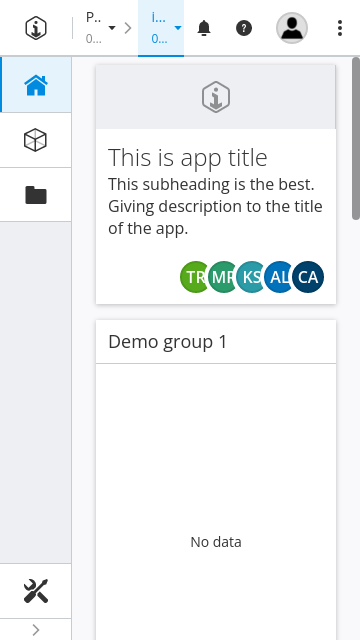 P..
0...
i...
0...
This is app title
This subheading is the best.
Giving description to the title
of the app.
TR MR KS AL CA
Demo group 1
No data